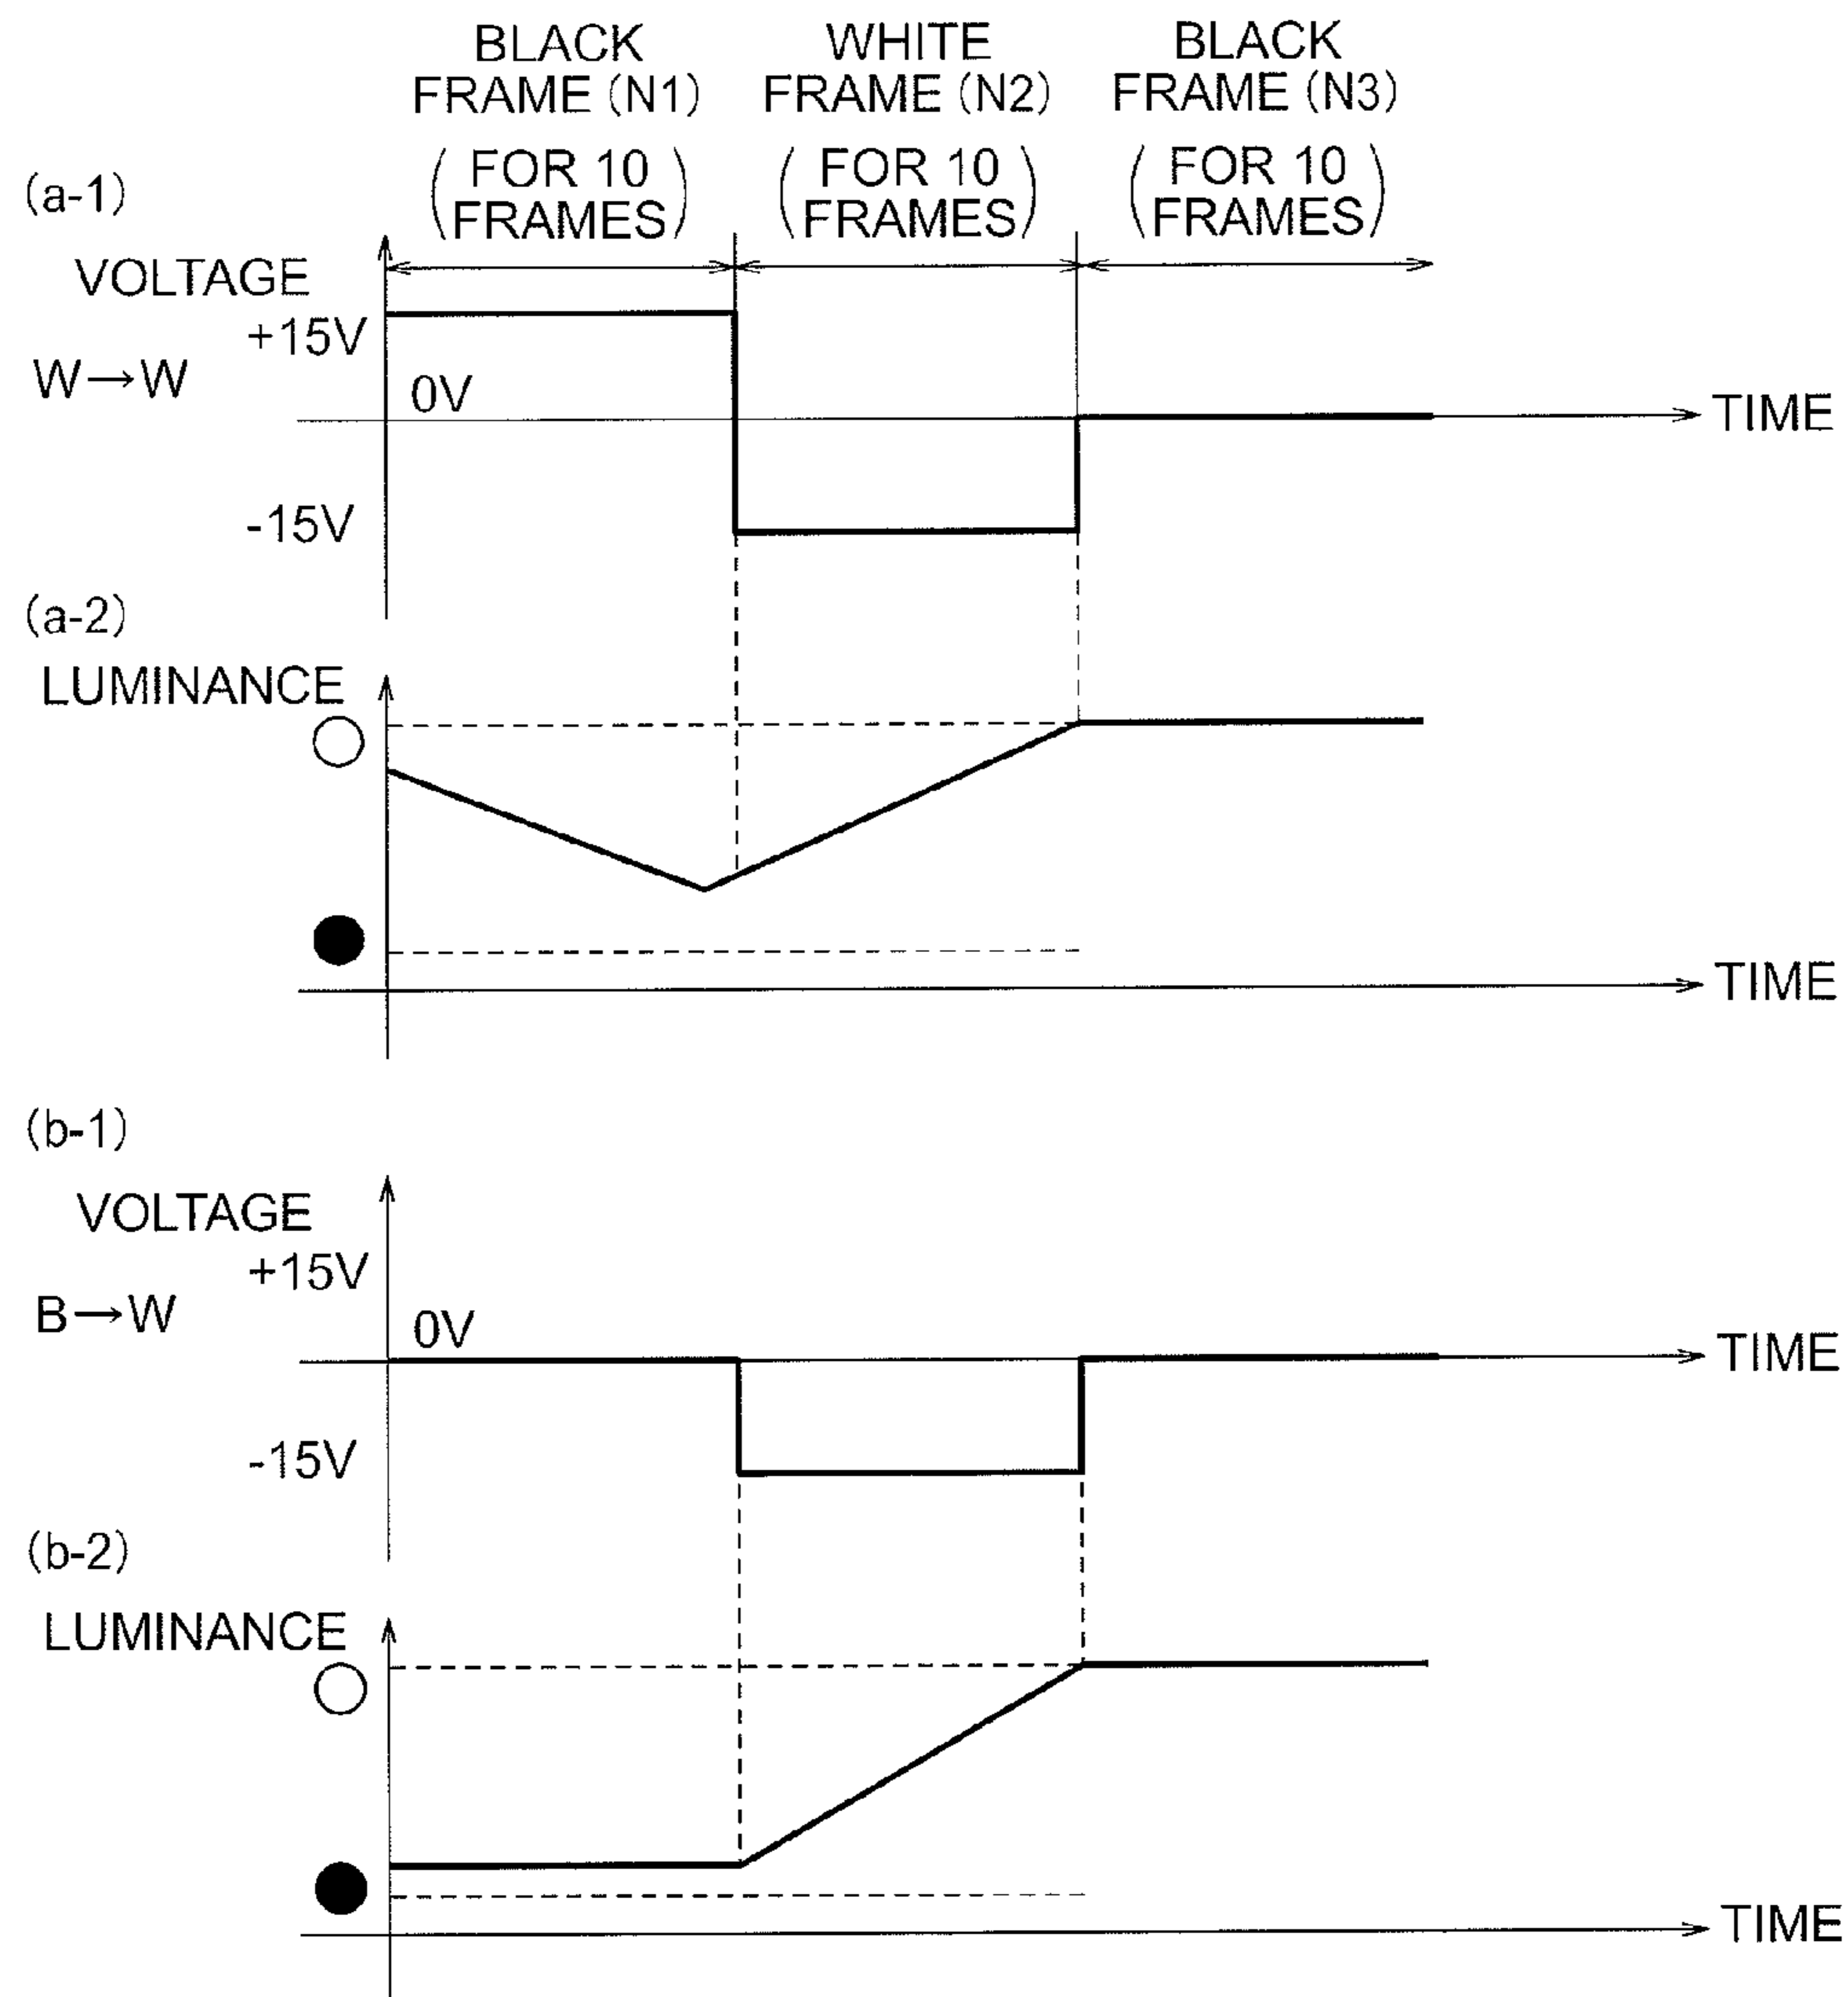 BLACK
FRAME (N1)
(FOR 10
FRAMES)
WHITE
FRAME (N2)
(FOR 10
FRAMES)
BLACK
FRAME (N3)
(FOR 10
FRAMES)
(a-1)
VOLTAGE
+15V
W→W
0V
TIME
-15V
(a-2)
LUMINANCE
TIME
(b-1)
VOLTAGE
+15V
B→W
0V
TIME
-15V
(b-2)
LUMINANCE
TIME